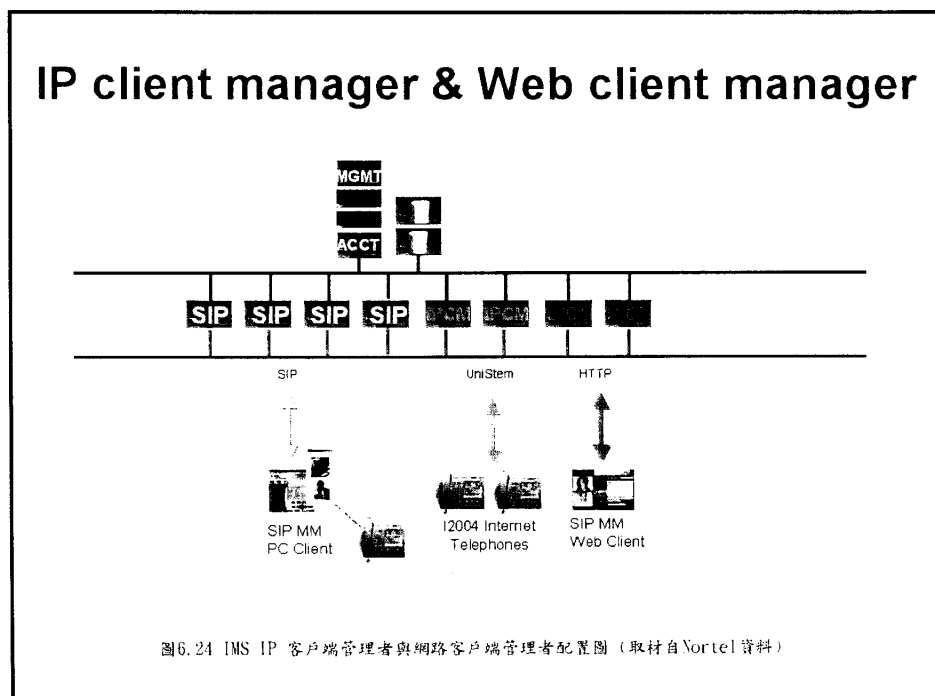 IP client manager & Web client manager
MGMT
ACCT
SIP SIP SIP SIP IPCM IPCM
SIP UniStem HTTP
SIP MM
PC Client
I2004 Internet
Telephones
SIP MM
Web Client
圖6.24 IMS IP 客戶端管理者與網路客戶端管理者配置圖(取材自Nortel資料)